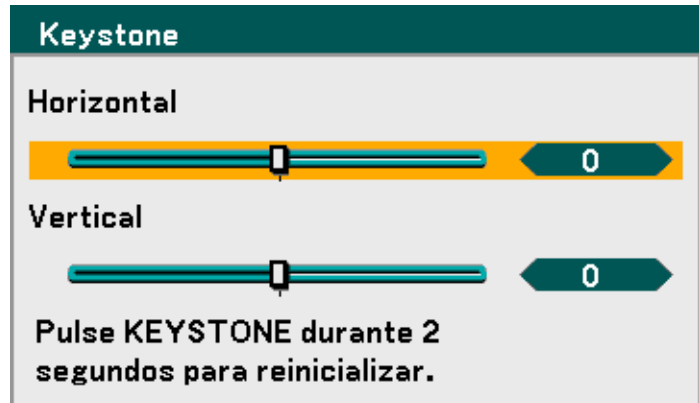 Keystone
Horizontal
0
Vertical
0
Pulse KEYSTONE durante 2
segundos para reinicializar.